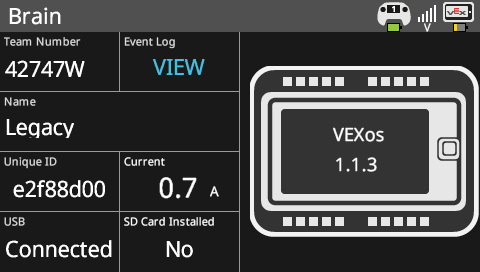 Brain
1
V
VEX
Team Number
42747W
Event Log
VIEW
Name
Legacy
Unique ID
e2f88d00
Current
0.7 A
USB
Connected
SD Card Installed
No
VEXos
1.1.3